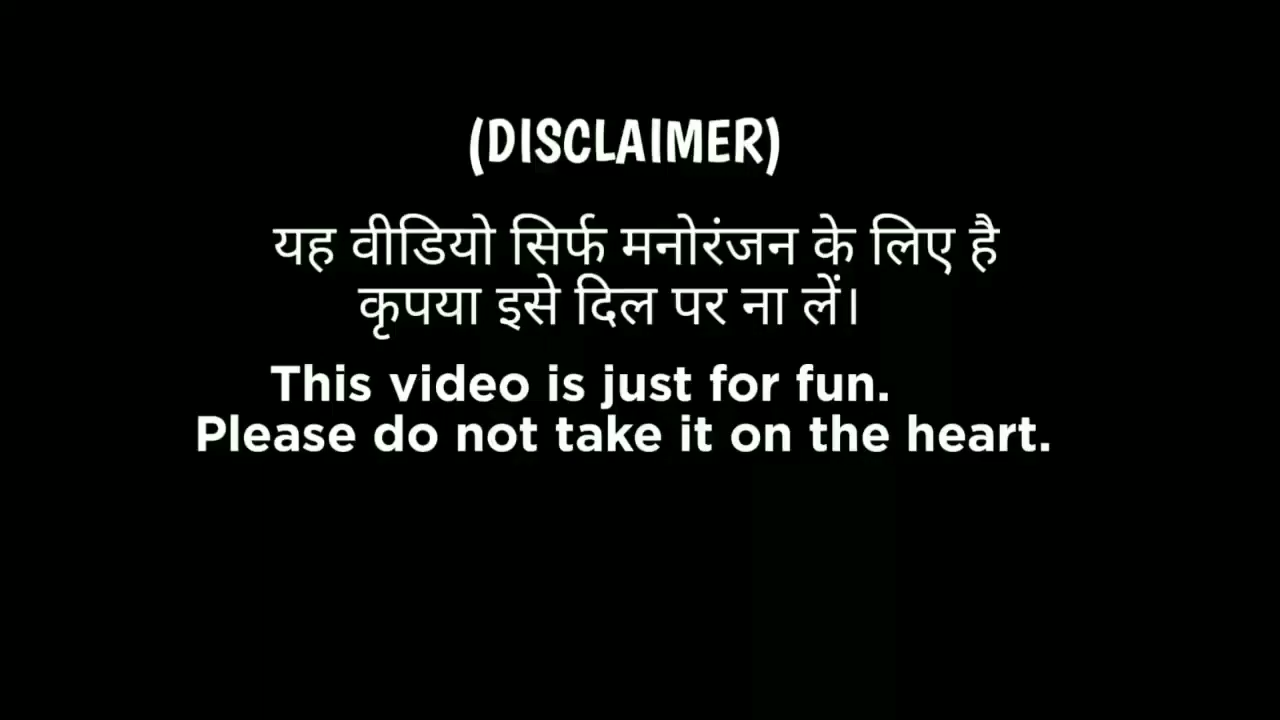 (DISCLAIMER)
यह वीडियो सिर्फ मनोरंजन के लिए है
कृपया इसे दिल पर ना लें।
This video is just for fun.
Please do not take it on the heart.